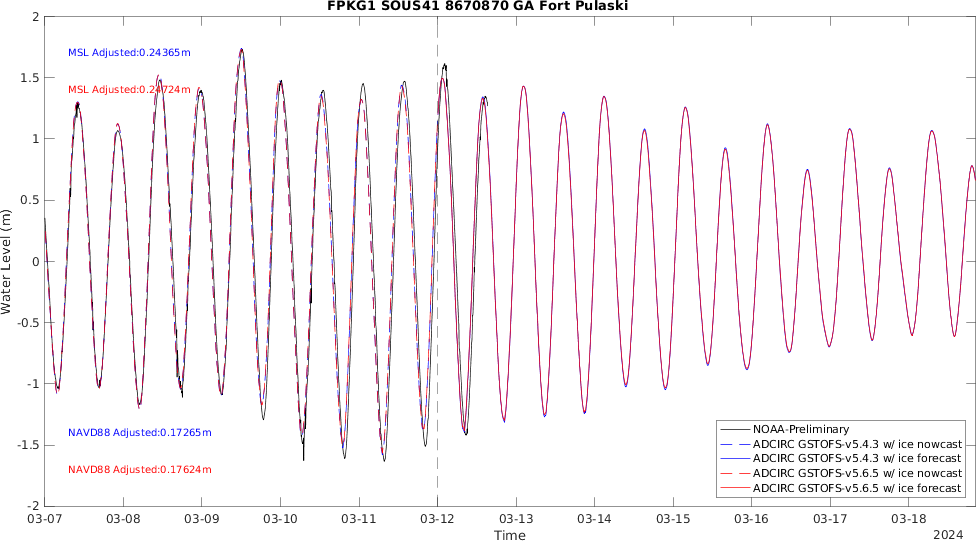 FPKG1 SOUS41 8670870 GA Fort Pulaski
2
1.5
1
0.5
0
-0.5
-1
-1.5
-2
Water Level (m)
MSL Adjusted:0.24365m
MSL Adjusted:0.24724m
NAVD88 Adjusted:0.17265m
NAVD88 Adjusted:0.17624m
NOAA-Preliminary
ADCIRC GSTOFS-v5.4.3 w/ ice nowcast
ADCIRC GSTOFS-v5.4.3 w/ ice forecast
ADCIRC GSTOFS-v5.6.5 w/ ice nowcast
ADCIRC GSTOFS-v5.6.5 w/ ice forecast
03-07 03-08 03-09 03-10 03-11 03-12 03-13 03-14 03-15 03-16 03-17 03-18
Time
2024